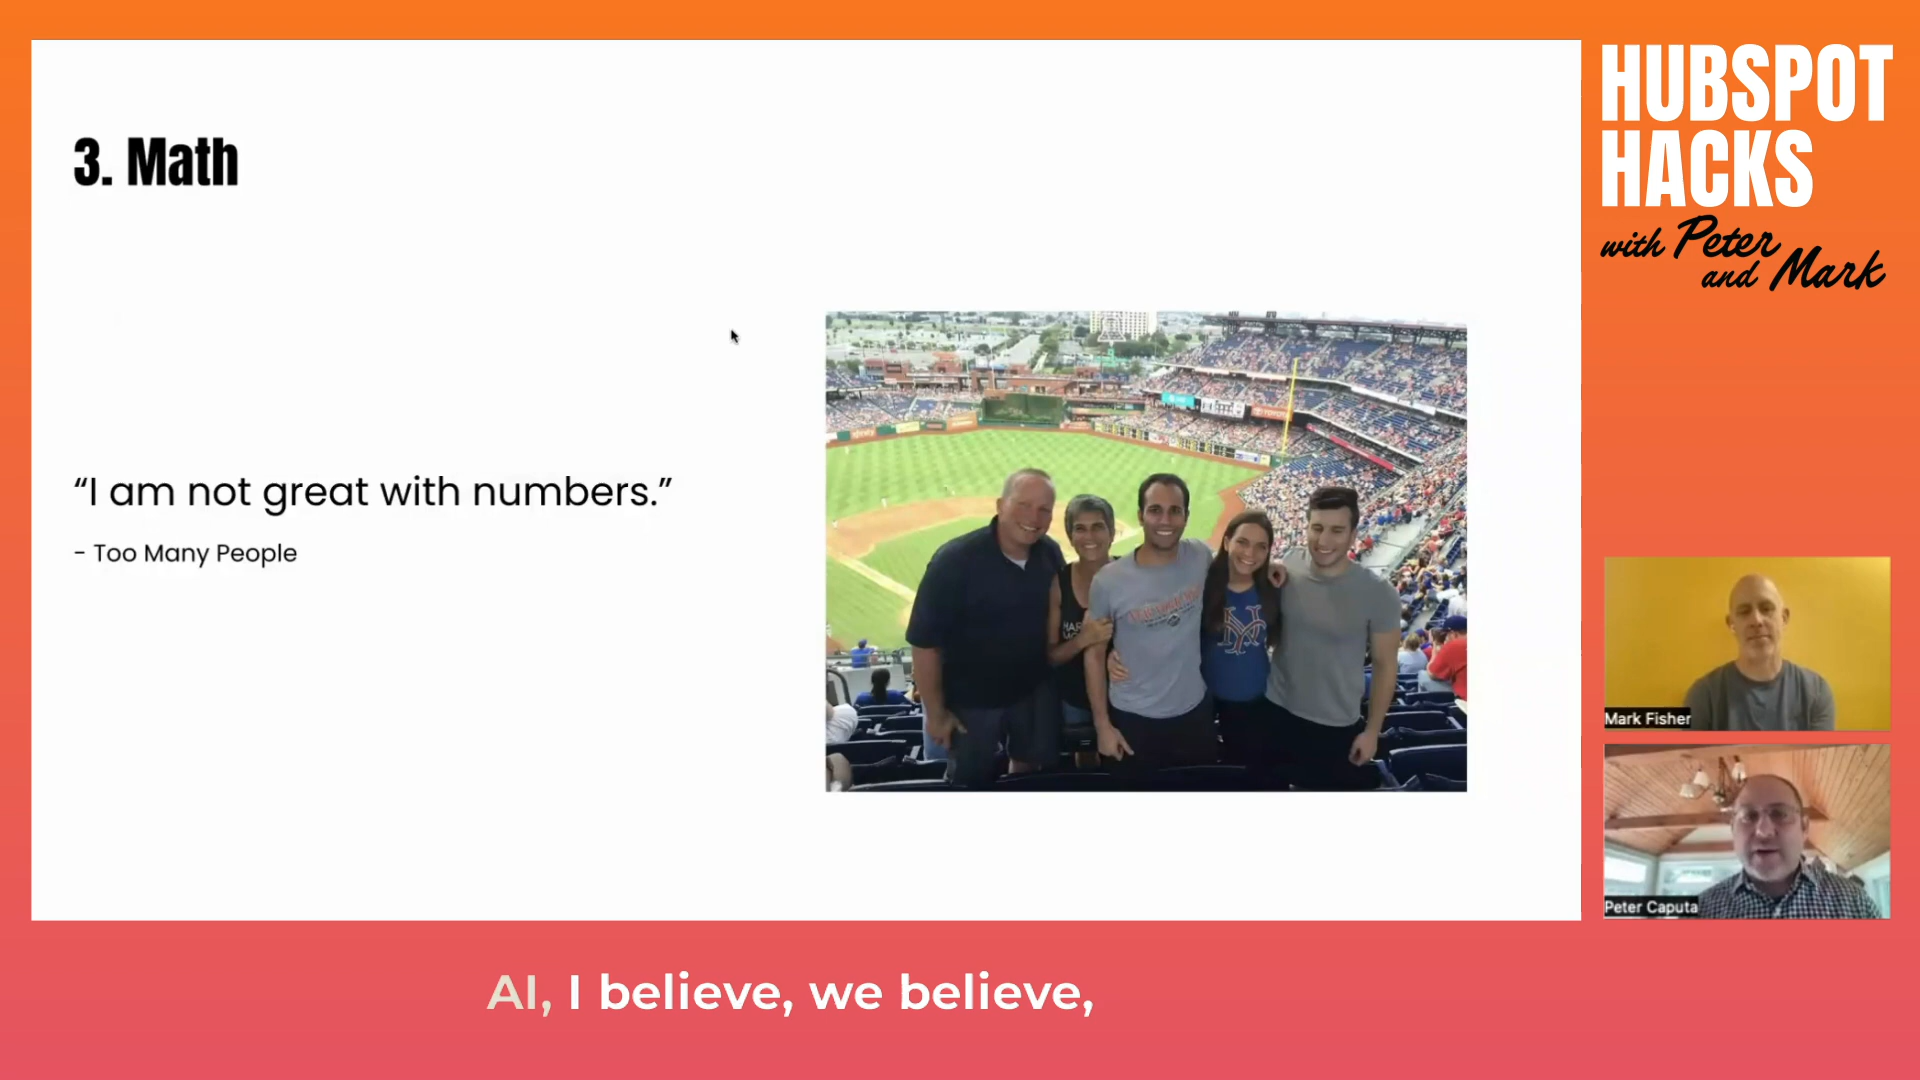 HUBSPOT
HACKS
with Peter
and Mark
3. Math
“I am not great with numbers.”
- Too Many People
Mark Fisher
Peter Caputa
AI, I believe, we believe,